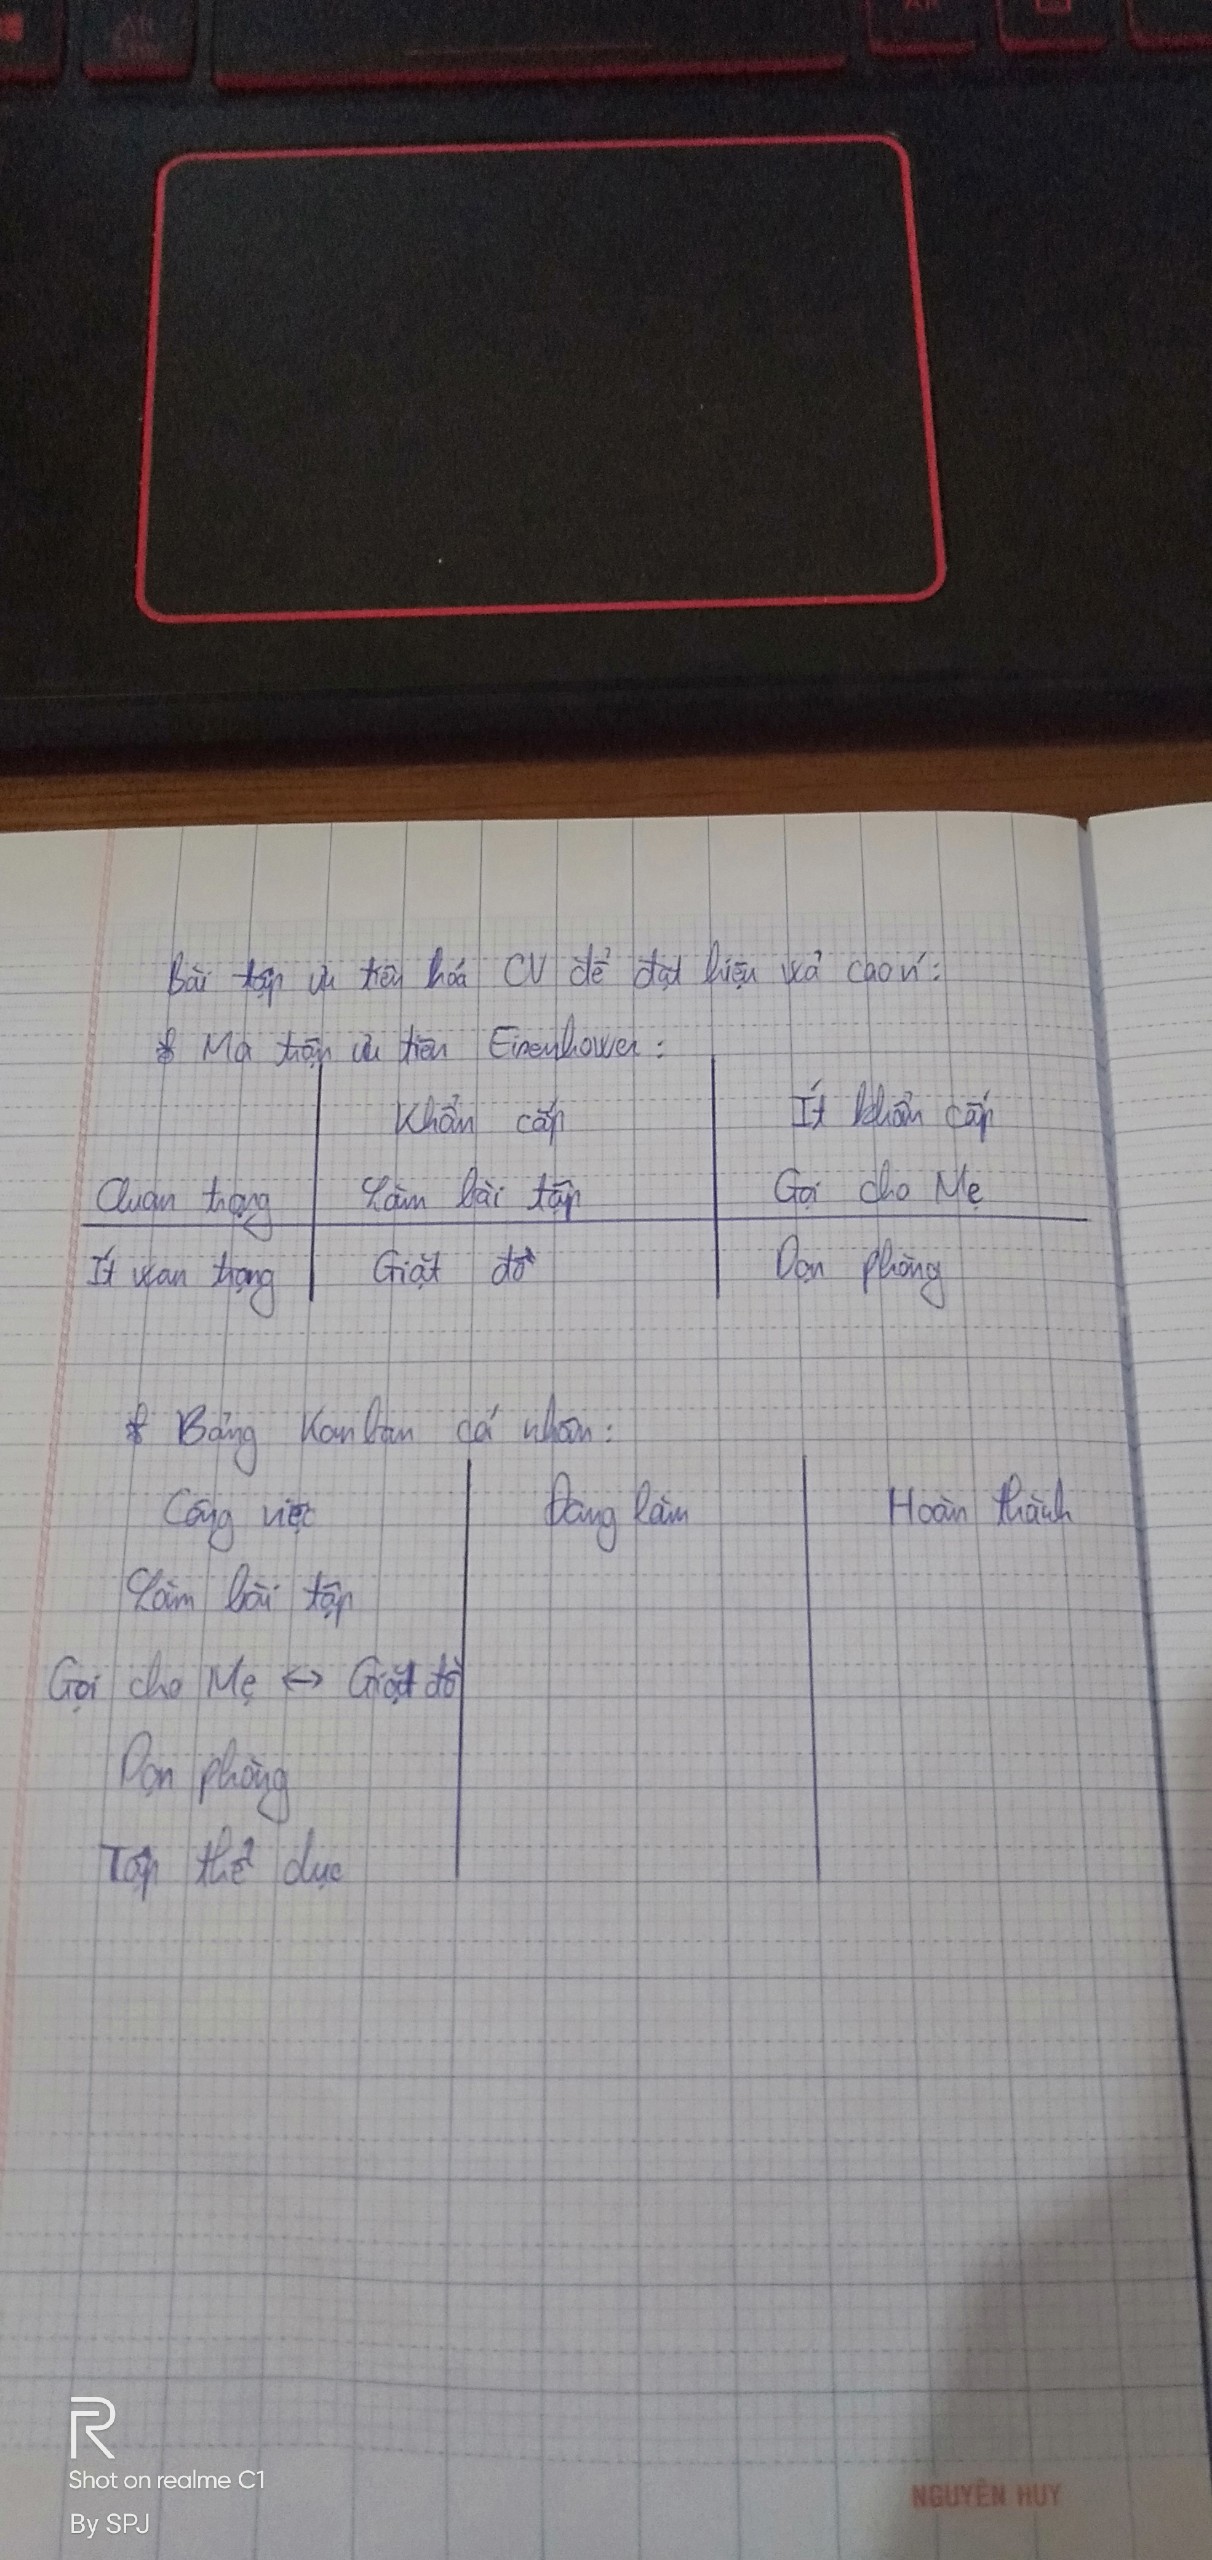 Bài tập ưu tiên hoá CV để đạt hiệu xả cao n':
* Ma trận ưu tiên Eisenhower:
Khẩn cấp Ít khẩn cấp
Quan trọng Làm bài tập Gọi cho Mẹ
Ít xan trọng Giặt đồ Dọn phòng
* Bảng Kanban cá nhân:
Công việc Đang làm Hoàn thành
Làm bài tập
Gọi cho Mẹ ↔ Giặt đồ
Dọn phòng
Tập thể dục
R
Shot on realme C1
By SPJ
NGUYÊN HUY